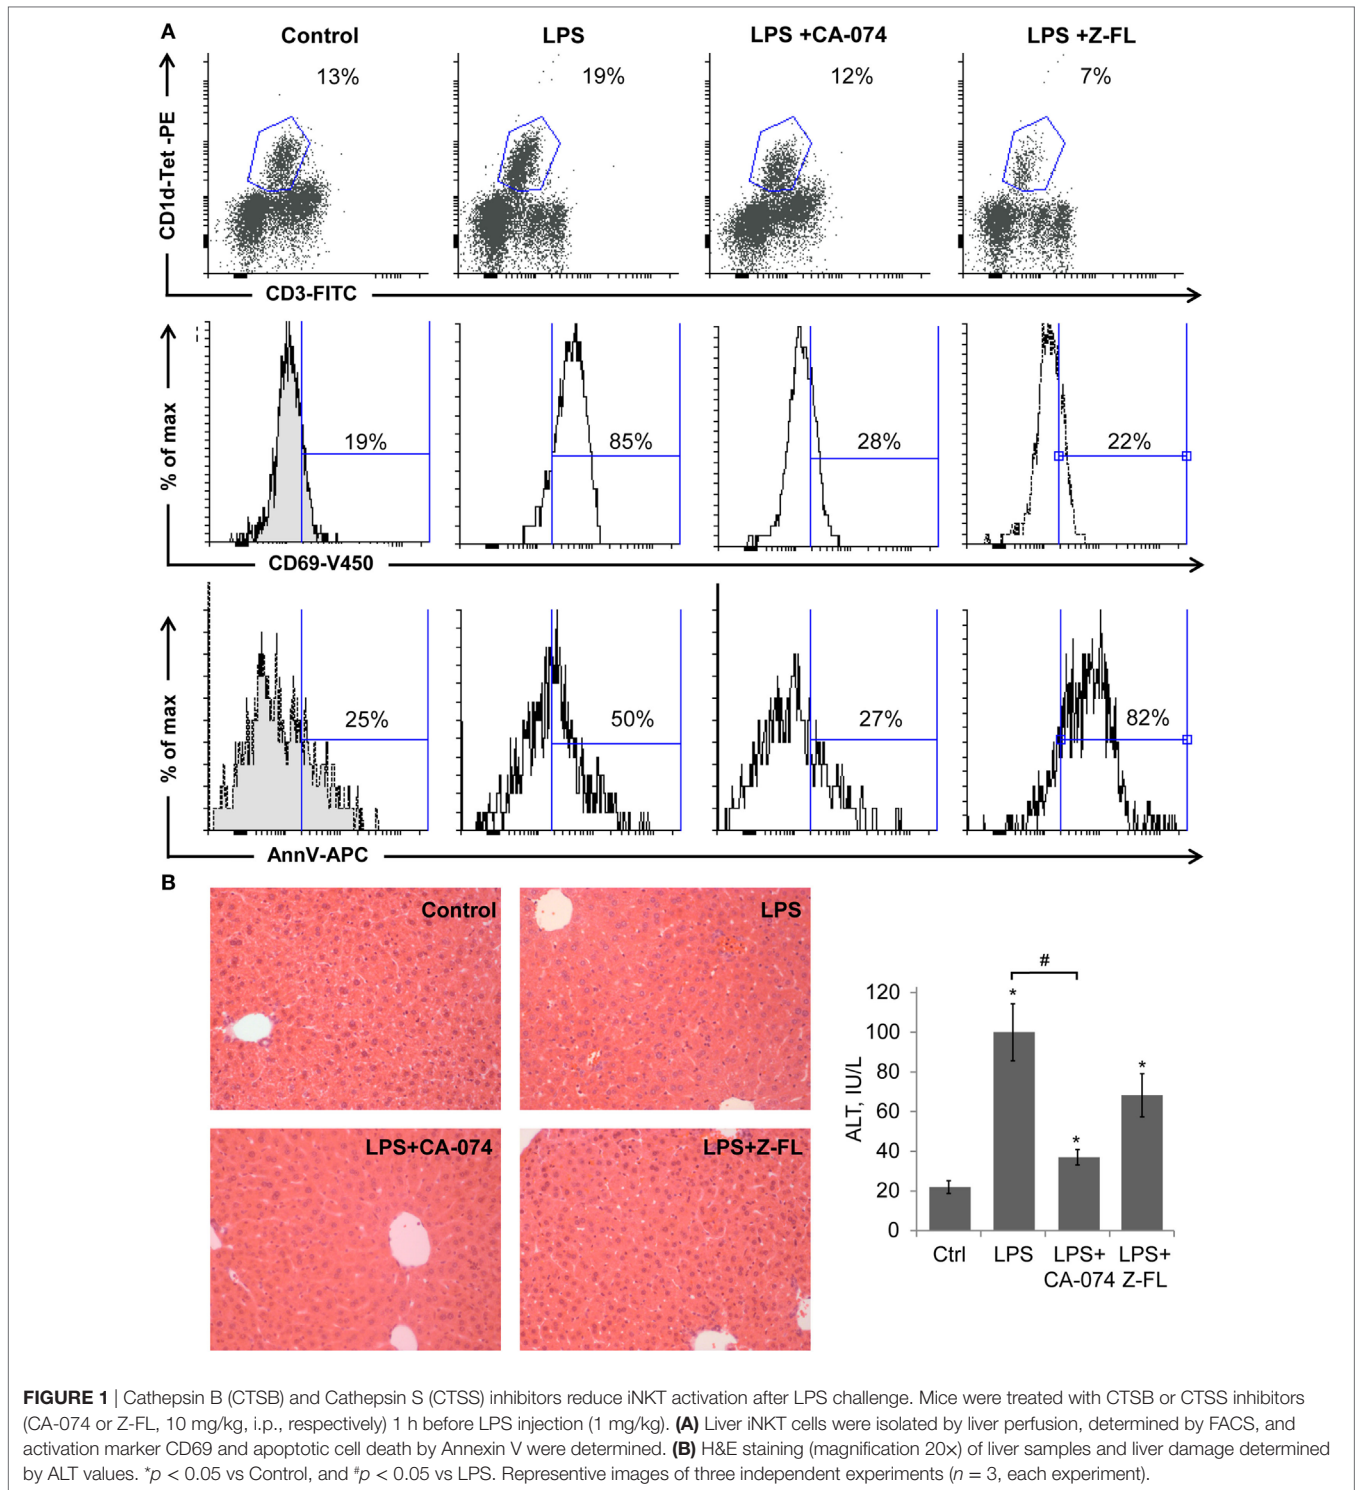 A
Control
LPS
LPS +CA-074
LPS +Z-FL
13%
19%
12%
7%
CD1d-Tet -PE
CD3-FITC
19%
85%
28%
22%
% of max
CD69-V450
25%
50%
27%
82%
% of max
AnnV-APC
B
Control
LPS
LPS+CA-074
LPS+Z-FL
#
*
*
*
120
100
80
60
40
20
0
ALT, IU/L
Ctrl
LPS
LPS+
CA-074
LPS+
Z-FL
FIGURE 1 | Cathepsin B (CTSB) and Cathepsin S (CTSS) inhibitors reduce iNKT activation after LPS challenge. Mice were treated with CTSB or CTSS inhibitors
(CA-074 or Z-FL, 10 mg/kg, i.p., respectively) 1 h before LPS injection (1 mg/kg). (A) Liver iNKT cells were isolated by liver perfusion, determined by FACS, and
activation marker CD69 and apoptotic cell death by Annexin V were determined. (B) H&E staining (magnification 20×) of liver samples and liver damage determined
by ALT values. *p < 0.05 vs Control, and #p < 0.05 vs LPS. Representive images of three independent experiments (n = 3, each experiment).